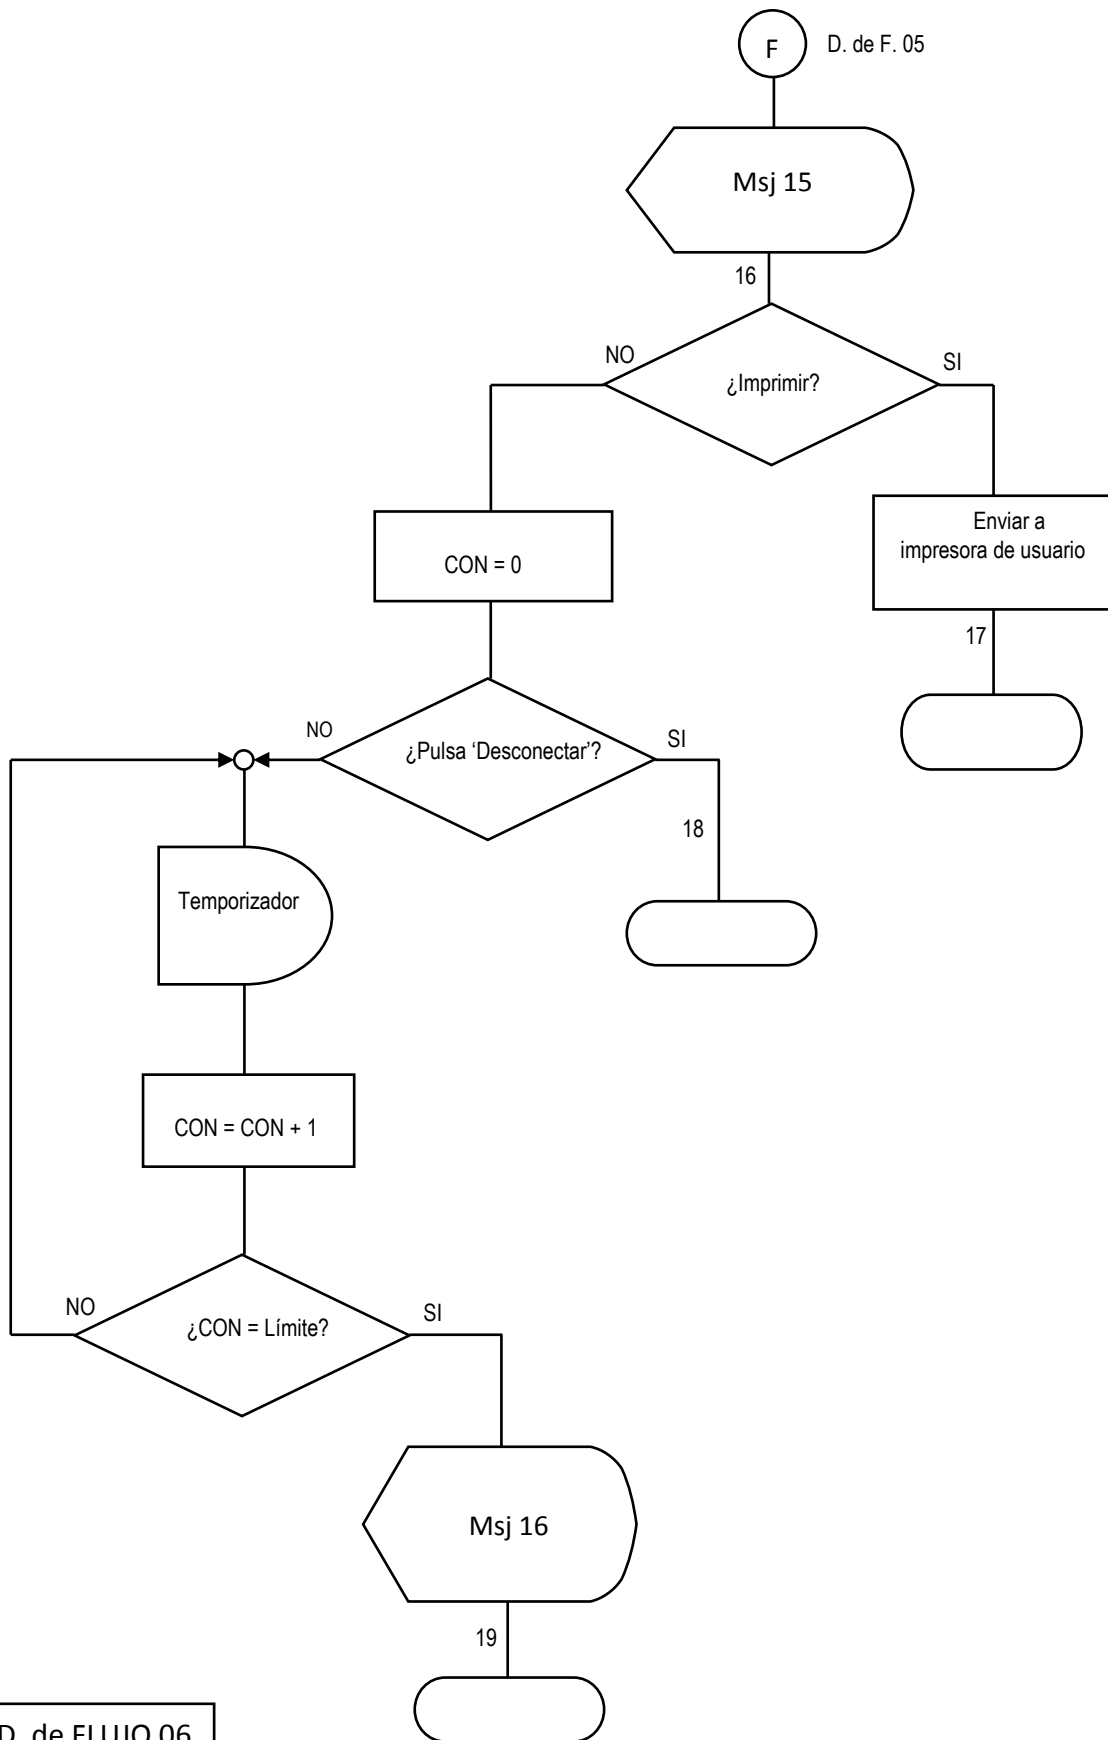 F
D. de F. 05
Msj 15
16
NO
SI
¿Imprimir?
Enviar a
impresora de usuario
CON = 0
17
NO
SI
¿Pulsa ‘Desconectar’?
18
Temporizador
CON = CON + 1
NO
SI
¿CON = Límite?
Msj 16
19
D. de FLUJO 06